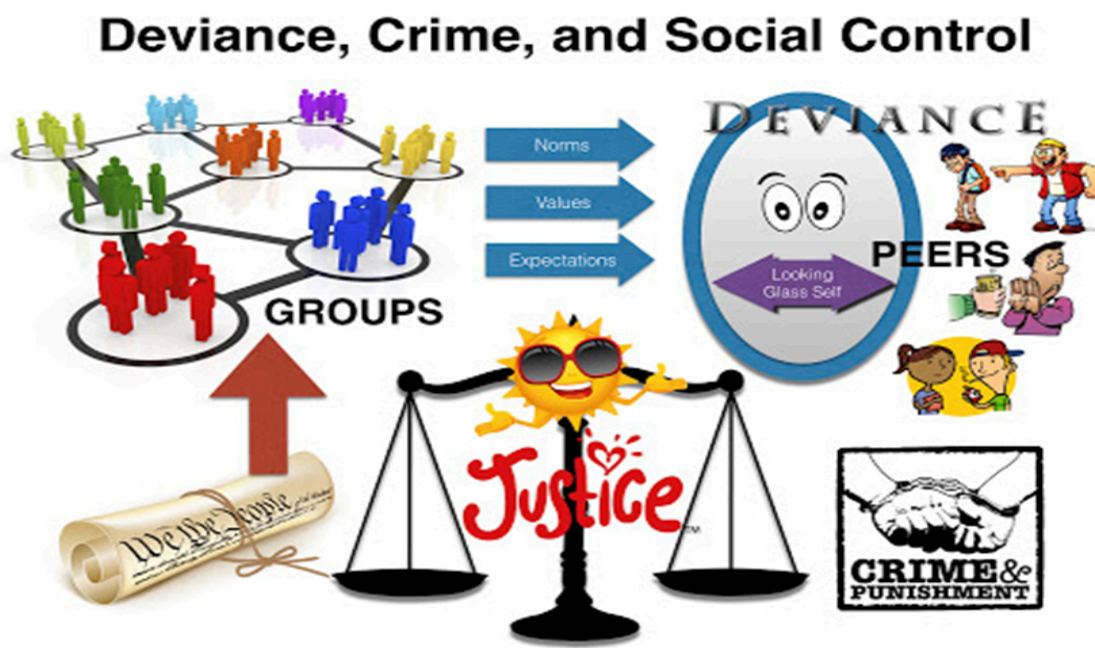 Deviance, Crime, and Social Control
DEVIANCE
Norms
Values
Expectations
Looking
Glass Self
PEERS
GROUPS
Justice™
We the People
CRIME&
PUNISHMENT